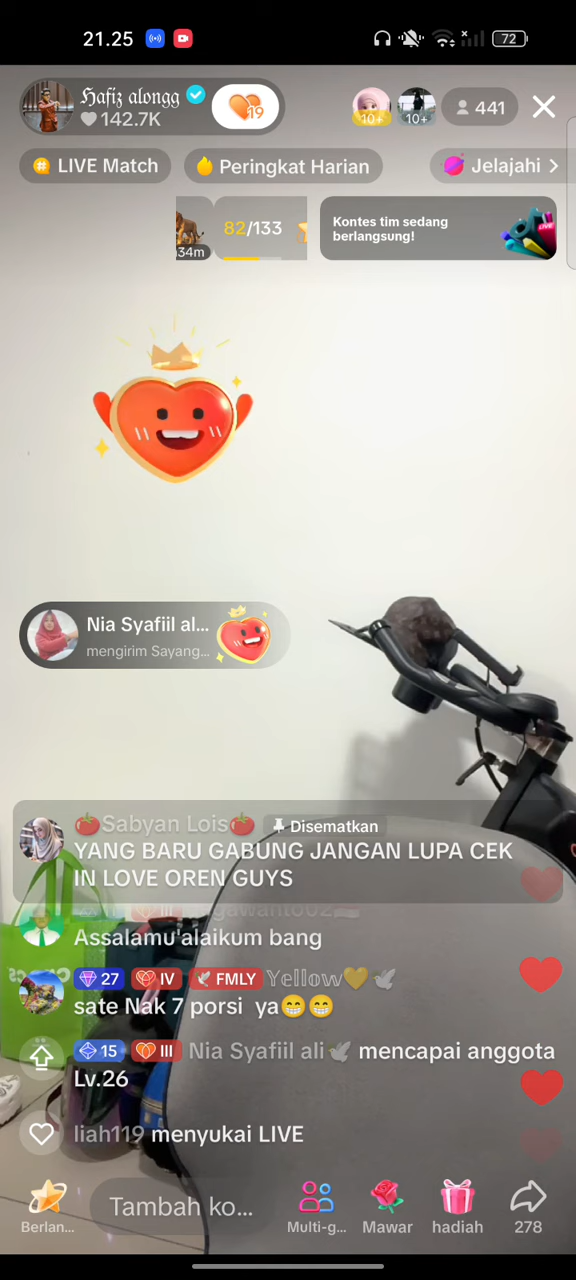 21.25
72
ℌ𝔞𝔣𝔦𝔷 𝔞𝔩𝔬𝔫𝔤𝔤
142.7K
19
10+
10+
441
LIVE Match
Peringkat Harian
Jelajahi
34m
82/133
Kontes tim sedang
berlangsung!
LIVE
Nia Syafiil al...
mengirim Sayang...
🍅Sabyan Lois🍅 Disematkan
YANG BARU GABUNG JANGAN LUPA CEK
IN LOVE OREN GUYS
Assalamu'alaikum bang
27 IV FMLY 𝕐𝕖𝕝𝕝𝕠𝕨💛🕊
sate Nak 7 porsi ya😁😁
15 III Nia Syafiil ali🕊 mencapai anggota
Lv.26
liah119 menyukai LIVE
Berlan...
Tambah ko...
Multi-g...
Mawar
hadiah
278